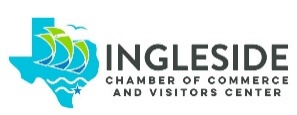 INGLESIDE
CHAMBER OF COMMERCE
AND VISITORS CENTER